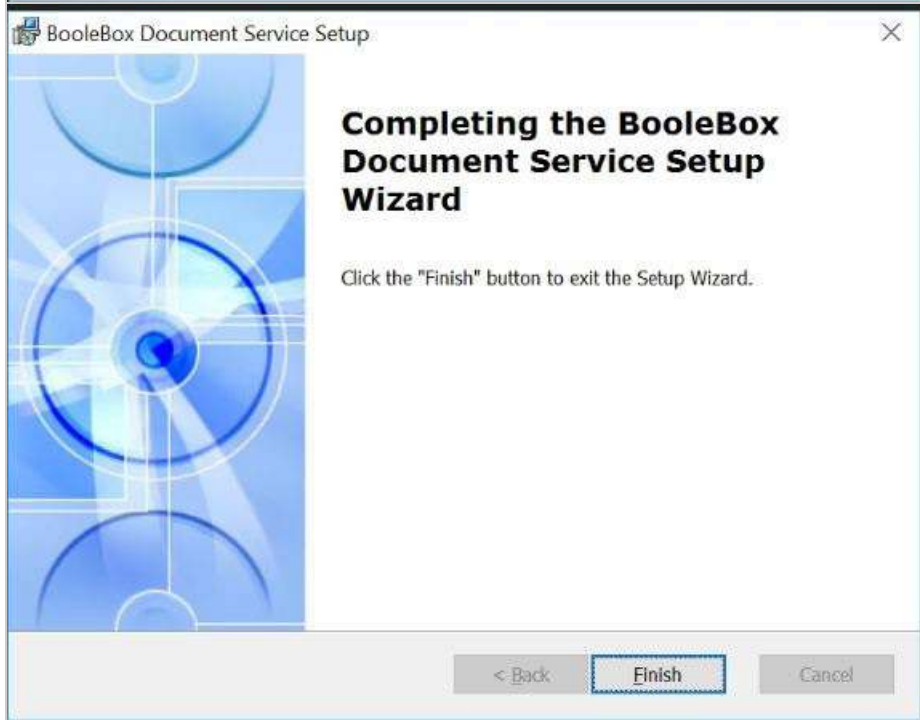 BooleBox Document Service Setup
Completing the BooleBox
Document Service Setup
Wizard
Click the "Finish" button to exit the Setup Wizard.
< Back
Finish
Cancel